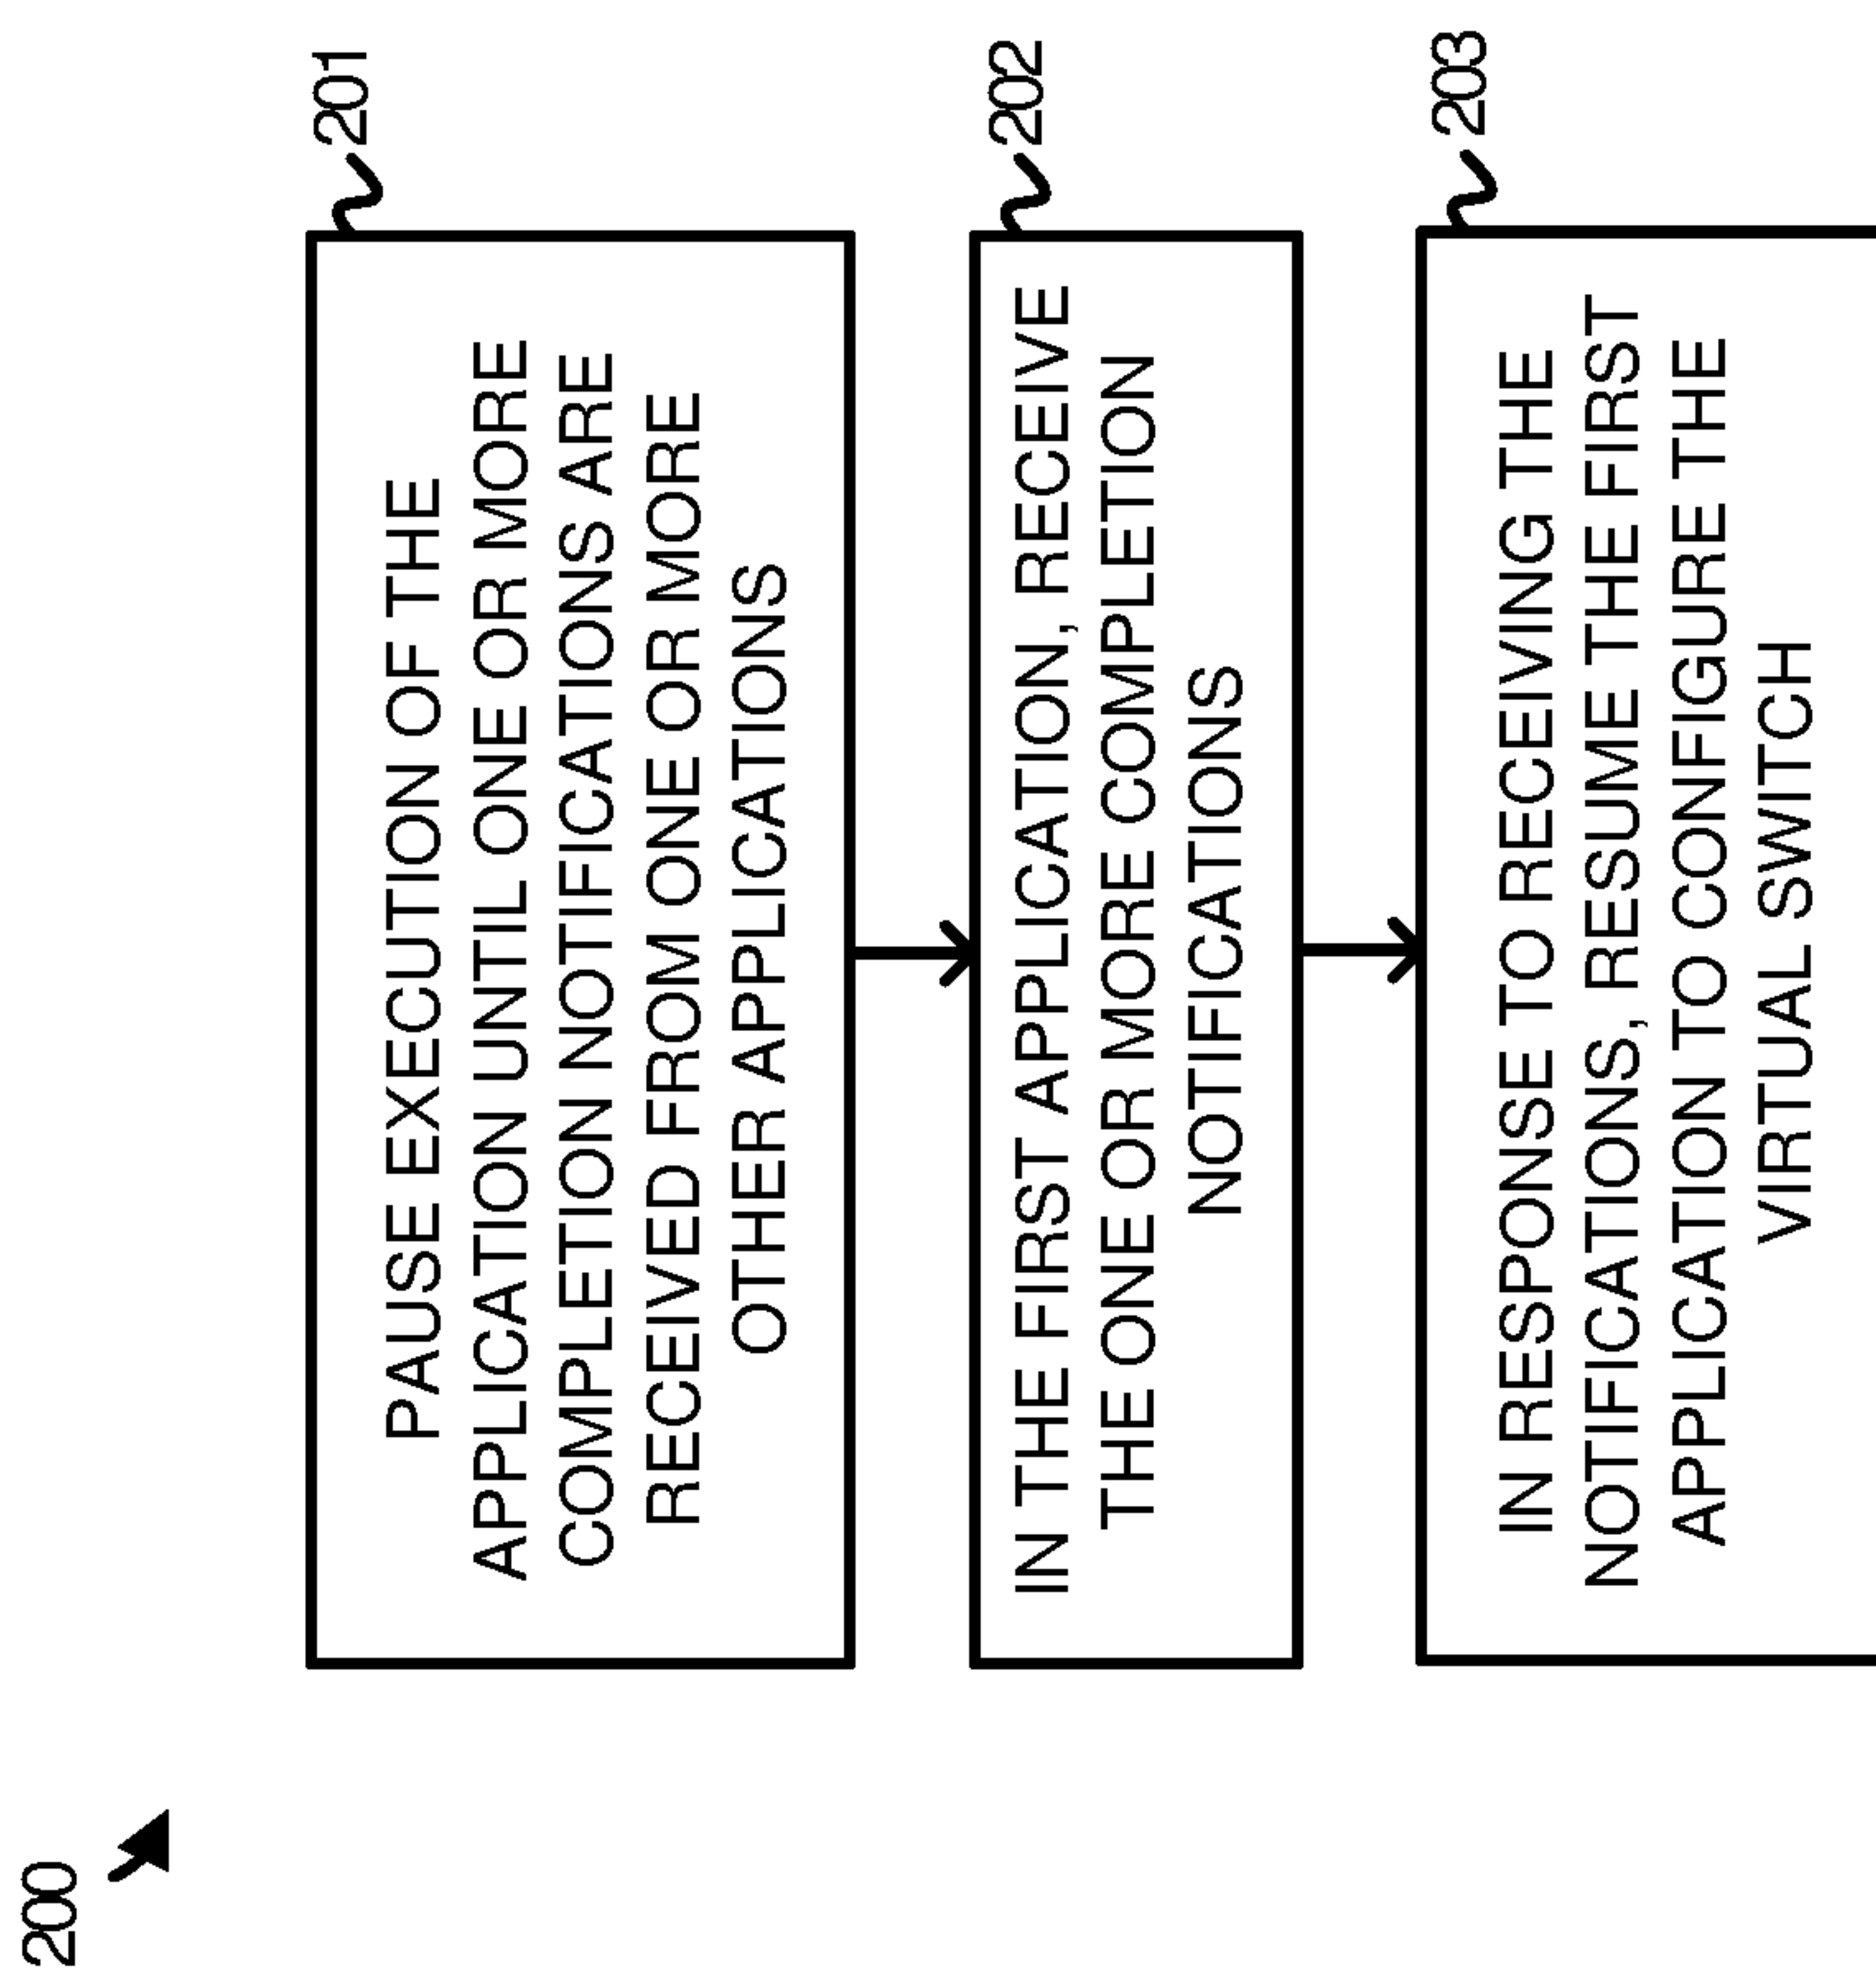 200
201
PAUSE EXECUTION OF THE
APPLICATION UNTIL ONE OR MORE
COMPLETION NOTIFICATIONS ARE
RECEIVED FROM ONE OR MORE
OTHER APPLICATIONS
202
IN THE FIRST APPLICATION, RECEIVE
THE ONE OR MORE COMPLETION
NOTIFICATIONS
203
IN RESPONSE TO RECEIVING THE
NOTIFICATIONS, RESUME THE FIRST
APPLICATION TO CONFIGURE THE
VIRTUAL SWITCH